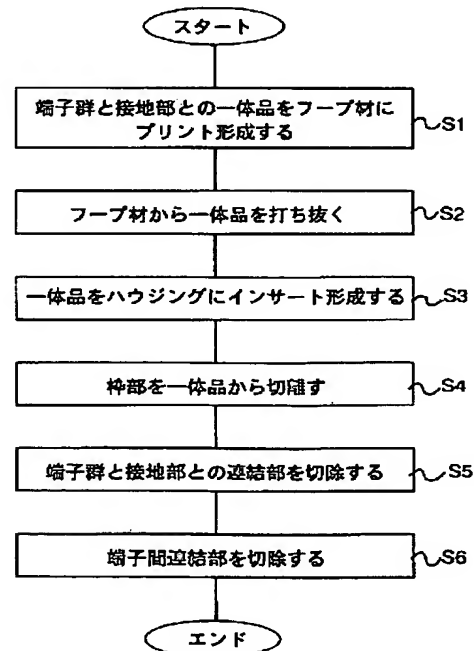 スタート
端子群と接地部との一体品をフープ材に
プリント形成する
S1
フープ材から一体品を打ち抜く
S2
一体品をハウジングにインサート形成する
S3
枠部を一体品から切離す
S4
端子群と接地部との連結部を切除する
S5
端子間連結部を切除する
S6
エンド